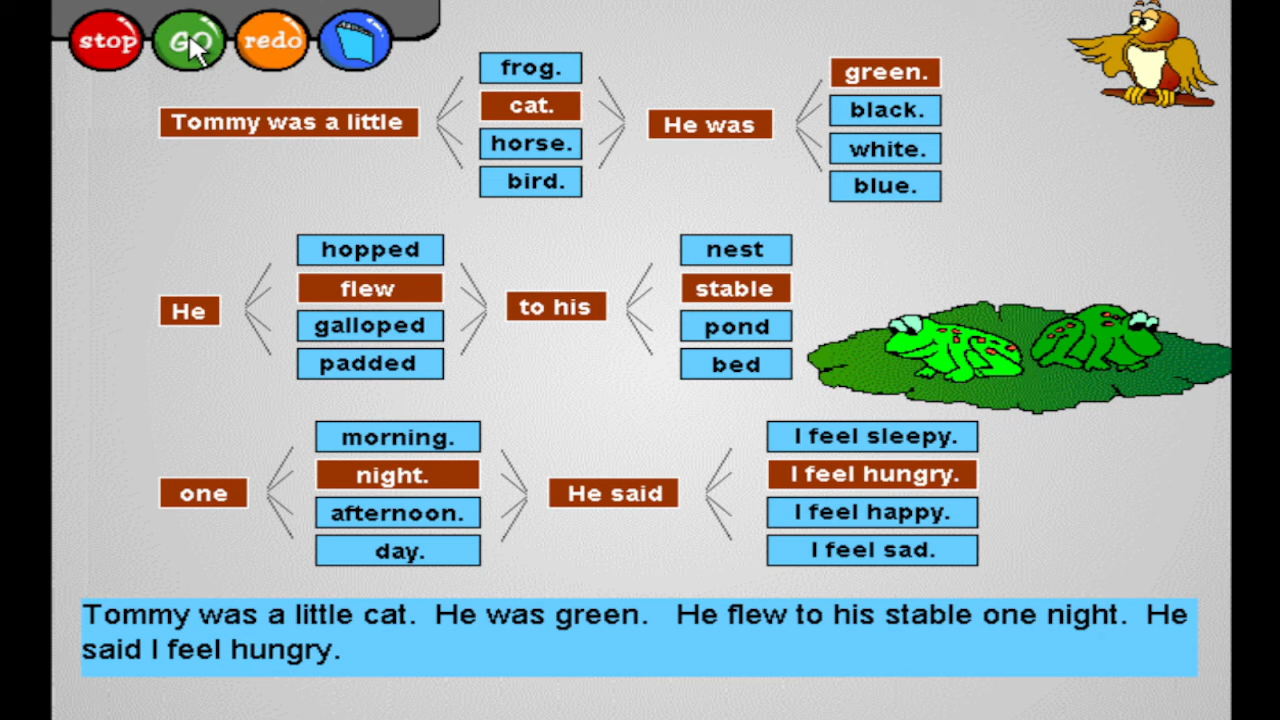 stop GO redo
Tommy was a little
frog.
cat.
horse.
bird.
He was
green.
black.
white.
blue.
He
hopped
flew
galloped
padded
to his
nest
stable
pond
bed
one
morning.
night.
afternoon.
day.
He said
I feel sleepy.
I feel hungry.
I feel happy.
I feel sad.
Tommy was a little cat. He was green. He flew to his stable one night. He
said I feel hungry.